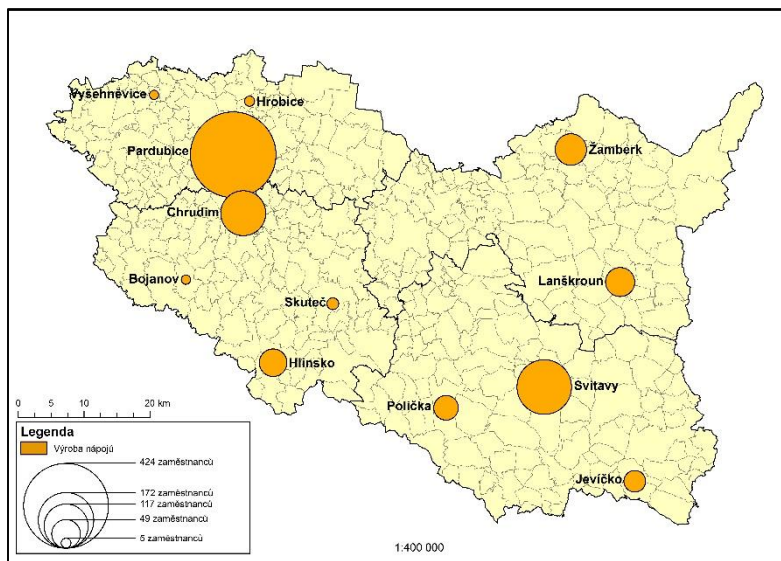 Vyšehněvice
Hrobice
Pardubice
Žamberk
Chrudim
Bojanov
Lanškroun
Skuteč
Hlinsko
Svitavy
Polička
Jevíčko
0 5 10 20 km
Legenda
Výroba nápojů
424 zaměstnanců
172 zaměstnanců
117 zaměstnanců
49 zaměstnanců
5 zaměstnanců
1:400 000